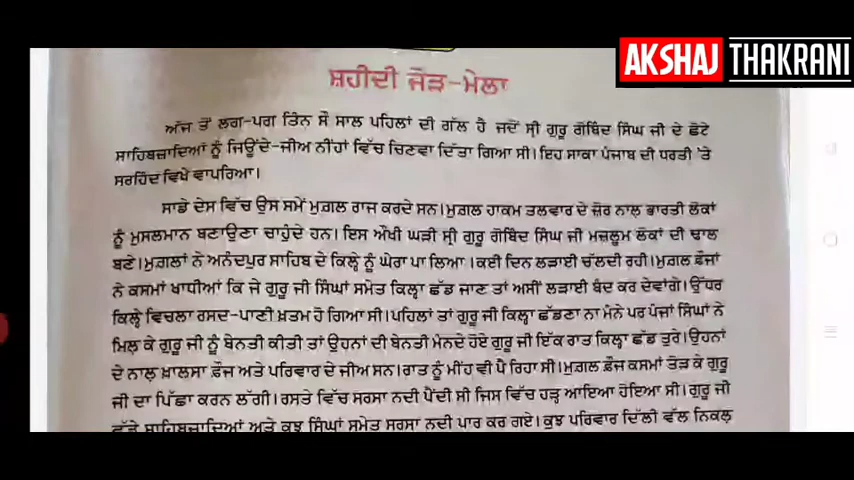 AKSHAJ THAKRANI
ਸ਼ਹੀਦੀ ਜੋੜ-ਮੇਲਾ
ਅੱਜ ਤੋਂ ਲਗ-ਪਗ ਤਿੰਨ ਸੌ ਸਾਲ ਪਹਿਲਾਂ ਦੀ ਗੱਲ ਹੈ ਜਦੋਂ ਸ੍ਰੀ ਗੁਰੂ ਗੋਬਿੰਦ ਸਿੰਘ ਜੀ ਦੇ ਛੋਟੇ
ਸਾਹਿਬਜ਼ਾਦਿਆਂ ਨੂੰ ਜਿਊਂਦੇ-ਜੀਅ ਨੀਂਹਾਂ ਵਿੱਚ ਚਿਣਵਾ ਦਿੱਤਾ ਗਿਆ ਸੀ। ਇਹ ਸਾਕਾ ਪੰਜਾਬ ਦੀ ਧਰਤੀ 'ਤੇ
ਸਰਹਿੰਦ ਵਿਖੇ ਵਾਪਰਿਆ।
ਸਾਡੇ ਦੇਸ ਵਿੱਚ ਉਸ ਸਮੇਂ ਮੁਗ਼ਲ ਰਾਜ ਕਰਦੇ ਸਨ। ਮੁਗ਼ਲ ਹਾਕਮ ਤਲਵਾਰ ਦੇ ਜ਼ੋਰ ਨਾਲ਼ ਭਾਰਤੀ ਲੋਕਾਂ
ਨੂੰ ਮੁਸਲਮਾਨ ਬਣਾਉਣਾ ਚਾਹੁੰਦੇ ਹਨ। ਇਸ ਔਖੀ ਘੜੀ ਸ੍ਰੀ ਗੁਰੂ ਗੋਬਿੰਦ ਸਿੰਘ ਜੀ ਮਜ਼ਲੂਮ ਲੋਕਾਂ ਦੀ ਢਾਲ
ਬਣੇ। ਮੁਗ਼ਲਾਂ ਨੇ ਅਨੰਦਪੁਰ ਸਾਹਿਬ ਦੇ ਕਿਲ੍ਹੇ ਨੂੰ ਘੇਰਾ ਪਾ ਲਿਆ। ਕਈ ਦਿਨ ਲੜਾਈ ਚੱਲਦੀ ਰਹੀ। ਮੁਗ਼ਲ ਫ਼ੌਜਾਂ
ਨੇ ਕਸਮਾਂ ਖਾਧੀਆਂ ਕਿ ਜੇ ਗੁਰੂ ਜੀ ਸਿੰਘਾਂ ਸਮੇਤ ਕਿਲ੍ਹਾ ਛੱਡ ਜਾਣ ਤਾਂ ਅਸੀਂ ਲੜਾਈ ਬੰਦ ਕਰ ਦੇਵਾਂਗੇ। ਉੱਧਰ
ਕਿਲ੍ਹੇ ਵਿਚਲਾ ਰਸਦ-ਪਾਣੀ ਖ਼ਤਮ ਹੋ ਗਿਆ ਸੀ। ਪਹਿਲਾਂ ਤਾਂ ਗੁਰੂ ਜੀ ਕਿਲ੍ਹਾ ਛੱਡਣਾ ਨਾ ਮੰਨੇ ਪਰ ਪੰਜਾਂ ਸਿੰਘਾਂ ਨੇ
ਮਿਲ਼ ਕੇ ਗੁਰੂ ਜੀ ਨੂੰ ਬੇਨਤੀ ਕੀਤੀ ਤਾਂ ਉਹਨਾਂ ਦੀ ਬੇਨਤੀ ਮੰਨਦੇ ਹੋਏ ਗੁਰੂ ਜੀ ਇੱਕ ਰਾਤ ਕਿਲ੍ਹਾ ਛੱਡ ਤੁਰੇ। ਉਹਨਾਂ
ਦੇ ਨਾਲ਼ ਖ਼ਾਲਸਾ ਫ਼ੌਜ ਅਤੇ ਪਰਿਵਾਰ ਦੇ ਜੀਅ ਸਨ। ਰਾਤ ਨੂੰ ਮੀਂਹ ਵੀ ਪੈ ਰਿਹਾ ਸੀ। ਮੁਗ਼ਲ ਫ਼ੌਜ ਕਸਮਾਂ ਤੋੜ ਕੇ ਗੁਰੂ
ਜੀ ਦਾ ਪਿੱਛਾ ਕਰਨ ਲੱਗੀ। ਰਸਤੇ ਵਿੱਚ ਸਰਸਾ ਨਦੀ ਪੈਂਦੀ ਸੀ ਜਿਸ ਵਿੱਚ ਹੜ੍ਹ ਆਇਆ ਹੋਇਆ ਸੀ। ਗੁਰੂ ਜੀ
ਵੱਡੇ ਸਾਹਿਬਜ਼ਾਦਿਆਂ ਅਤੇ ਕੁਝ ਸਿੰਘਾਂ ਸਮੇਤ ਸਰਸਾ ਨਦੀ ਪਾਰ ਕਰ ਗਏ। ਕੁਝ ਪਰਿਵਾਰ ਦਿੱਲੀ ਵੱਲ ਨਿਕਲ਼